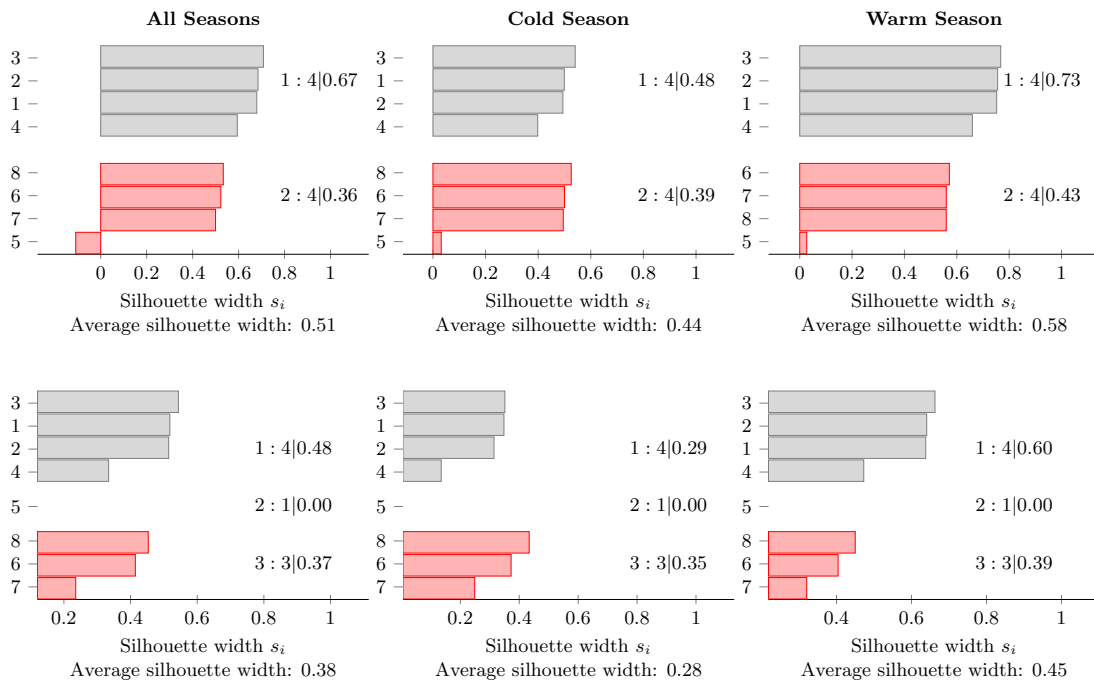 All Seasons
3
2
1
4
8
6
7
5
1 : 4|0.67
2 : 4|0.36
0 0.2 0.4 0.6 0.8 1
Silhouette width s_i
Average silhouette width: 0.51
Cold Season
3
1
2
4
8
6
7
5
1 : 4|0.48
2 : 4|0.39
0 0.2 0.4 0.6 0.8 1
Silhouette width s_i
Average silhouette width: 0.44
Warm Season
3
2
1
4
6
7
8
5
1 : 4|0.73
2 : 4|0.43
0 0.2 0.4 0.6 0.8 1
Silhouette width s_i
Average silhouette width: 0.58
3
1
2
4
5
8
6
7
1 : 4|0.48
2 : 1|0.00
3 : 3|0.37
0.2 0.4 0.6 0.8 1
Silhouette width s_i
Average silhouette width: 0.38
3
1
2
4
5
8
6
7
1 : 4|0.29
2 : 1|0.00
3 : 3|0.35
0.2 0.4 0.6 0.8 1
Silhouette width s_i
Average silhouette width: 0.28
3
2
1
4
5
8
6
7
1 : 4|0.60
2 : 1|0.00
3 : 3|0.39
0.4 0.6 0.8 1
Silhouette width s_i
Average silhouette width: 0.45